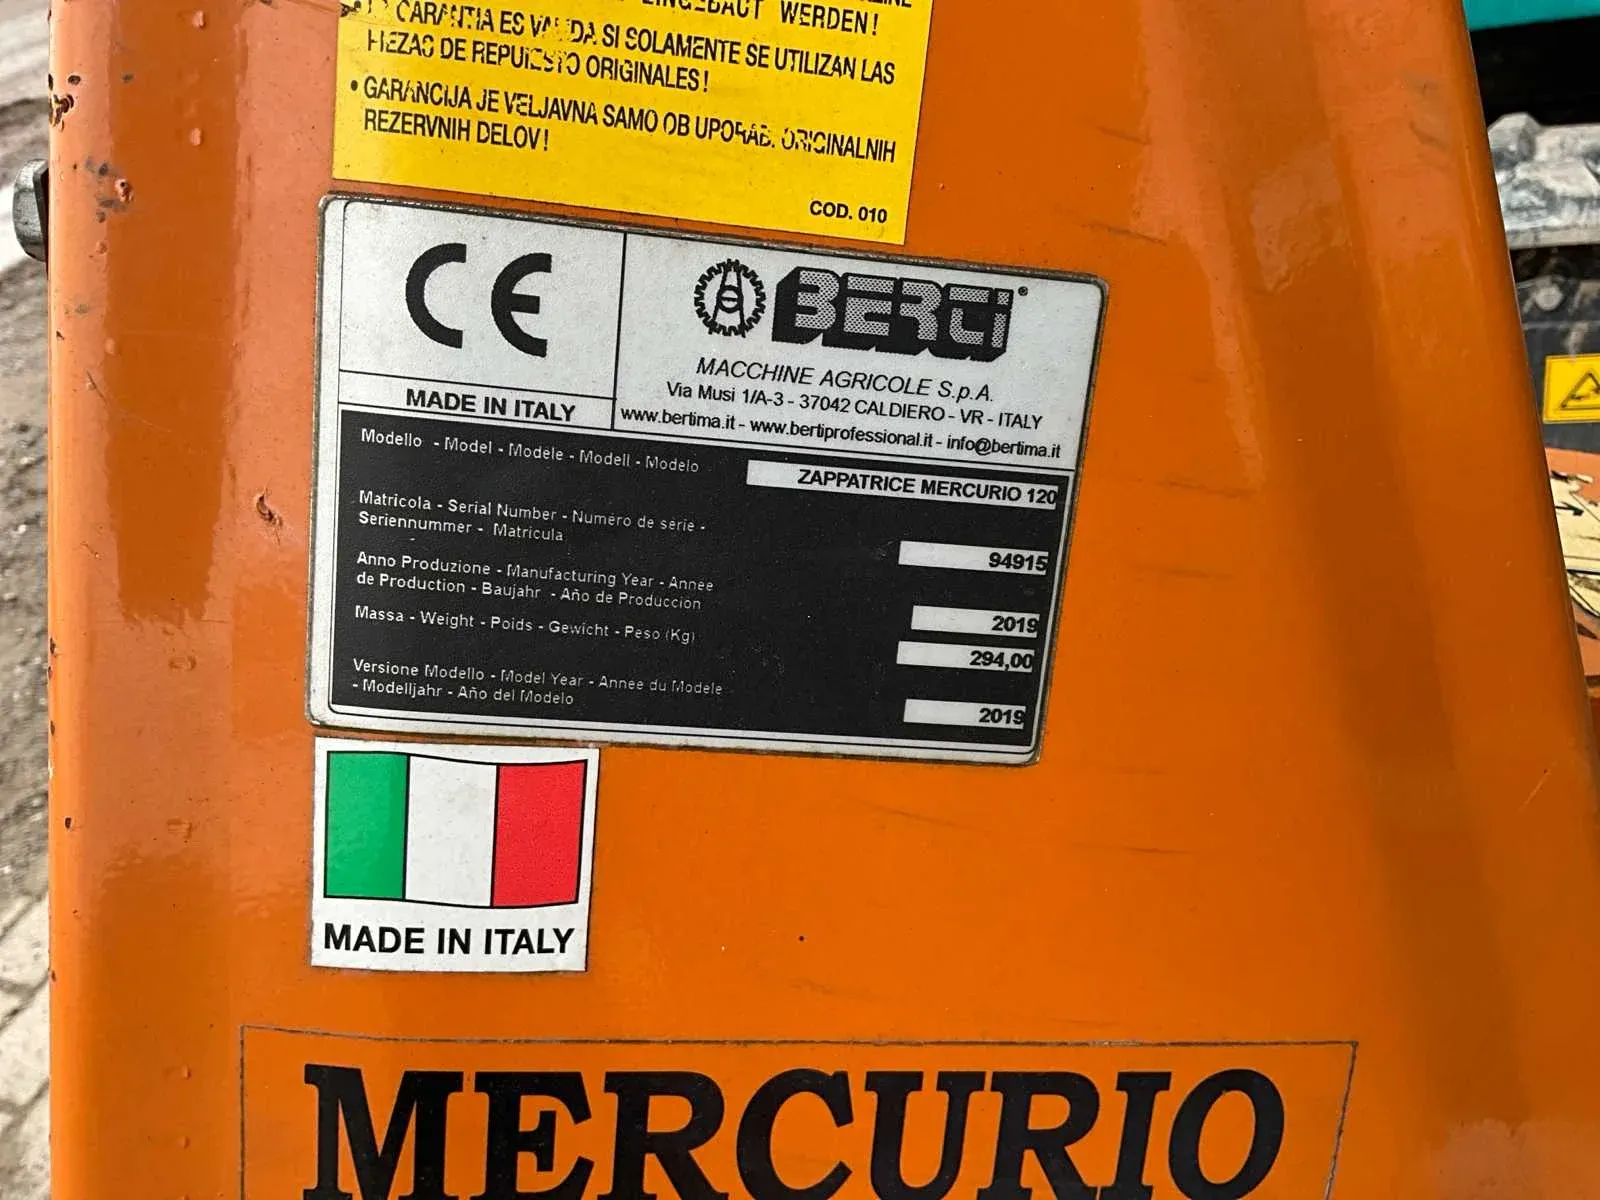 EINGEBAUT WERDEN!
GARANTIA ES VALIDA SI SOLAMENTE SE UTILIZAN LAS
PIEZAS DE REPUESTO ORIGINALES!
• GARANCIJA JE VELJAVNA SAMO OB UPORAB. ORIGINALNIH
REZERVNIH DELOV!
COD. 010
CE
BERTI®
MACCHINE AGRICOLE S.p.A.
Via Musi 1/A-3 - 37042 CALDIERO - VR - ITALY
www.bertima.it - www.bertiprofessional.it - info@bertima.it
MADE IN ITALY
Modello - Model - Modèle - Modell - Modelo
ZAPPATRICE MERCURIO 120
Matricola - Serial Number - Numéro de série -
Seriennummer - Matricula
94915
Anno Produzione - Manufacturing Year - Annee
de Production - Baujahr - Año de Produccion
2019
Massa - Weight - Poids - Gewicht - Peso (Kg)
294,00
Versione Modello - Model Year - Annee du Modele
- Modelljahr - Año del Modelo
2019
MADE IN ITALY
MERCURIO